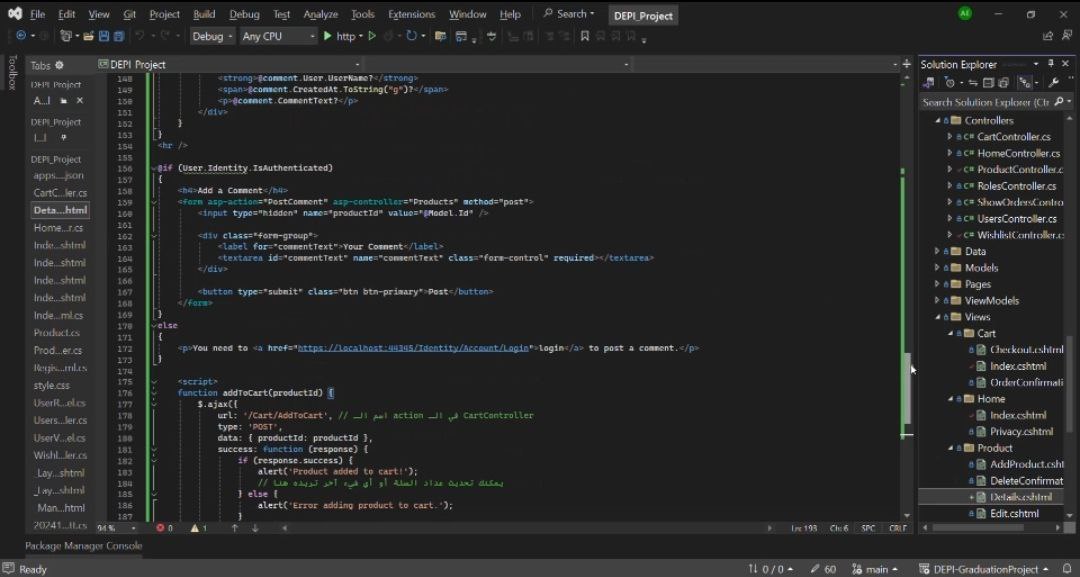 File Edit View Git Project Build Debug Test Analyze Tools Extensions Window Help Search DEPI_Project AE
Debug Any CPU http
Toolbox
Tabs
DEPI_Project
A...l
DEPI_Project
I...l
DEPI_Project
apps....json
CartC...ler.cs
Deta...html
Home...r.cs
Inde...shtml
Inde...shtml
Inde...shtml
Inde...shtml
Inde...ml.cs
Product.cs
Prod...er.cs
Regis...ml.cs
style.css
UserR...el.cs
Users...ler.cs
UserV...el.cs
Wishl...ler.cs
_Lay...shtml
_Lay...shtml
_Man...html
20241...tt.cs
DEPI_Project
148 <strong>@comment.User.UserName?</strong>
149 <span>@comment.CreatedAt.ToString("g")?</span>
150 <p>@comment.CommentText?</p>
151 </div>
152 }
153 }
154 <hr />
155
156 @if (User.Identity.IsAuthenticated)
157 {
158 <h4>Add a Comment</h4>
159 <form asp-action="PostComment" asp-controller="Products" method="post">
160 <input type="hidden" name="productId" value="@Model.Id" />
161
162 <div class="form-group">
163 <label for="commentText">Your Comment</label>
164 <textarea id="commentText" name="commentText" class="form-control" required></textarea>
165 </div>
166
167 <button type="submit" class="btn btn-primary">Post</button>
168 </form>
169 }
170 else
171 {
172 <p>You need to <a href="https://localhost:44345/Identity/Account/Login">login</a> to post a comment.</p>
173 }
174
175 <script>
176 function addToCart(productId) {
177 $.ajax({
178 url: '/Cart/AddToCart', // اسم الـ action في الـ CartController
179 type: 'POST',
180 data: { productId: productId },
181 success: function (response) {
182 if (response.success) {
183 alert('Product added to cart!');
184 // يمكنك تحديث عداد السلة أو أي شيء آخر تريده هنا
185 } else {
186 alert('Error adding product to cart.');
187 }
94 % 0 1 Ln: 193 Ch: 6 SPC CRLF
Solution Explorer
Search Solution Explorer (Ctr
Controllers
C# CartController.cs
C# HomeController.cs
C# ProductController.c
C# RolesController.cs
C# ShowOrdersContro
C# UsersController.cs
C# WishlistController.c
Data
Models
Pages
ViewModels
Views
Cart
Checkout.cshtml
Index.cshtml
OrderConfirmati
Home
Index.cshtml
Privacy.cshtml
Product
AddProduct.csht
DeleteConfirmat
Details.cshtml
Edit.cshtml
Package Manager Console
Ready 0 / 0 60 main DEPI-GraduationProject